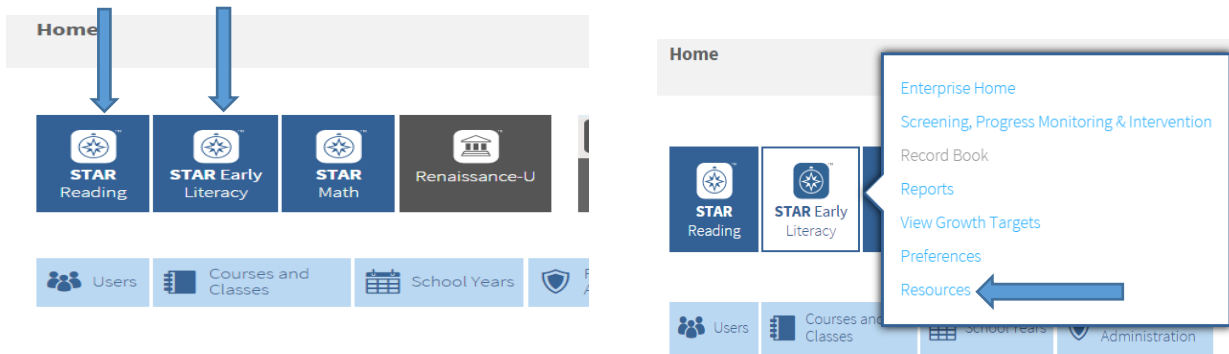 Home
STAR
Reading
STAR Early
Literacy
STAR
Math
Renaissance-U
Users
Courses and
Classes
School Years
Home
STAR
Reading
STAR Early
Literacy
Enterprise Home
Screening, Progress Monitoring & Intervention
Record Book
Reports
View Growth Targets
Preferences
Resources
Users
Courses and
Classes
School Years
Administration